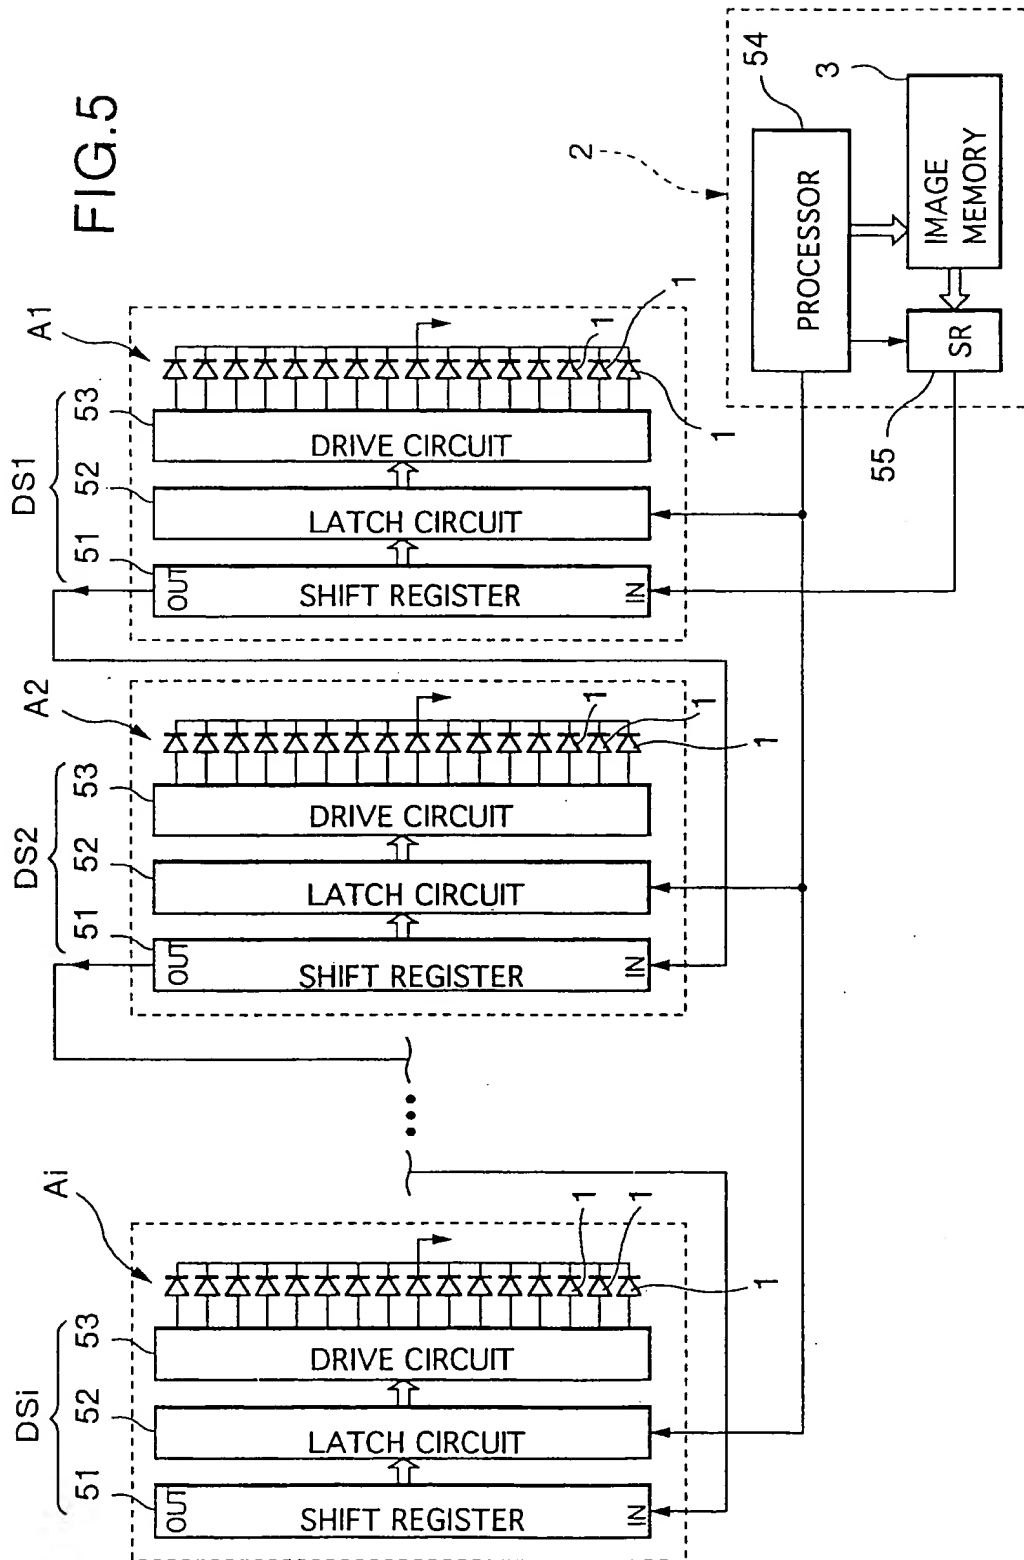 FIG.5
A1
DS1
51
52
53
OUT
SHIFT REGISTER
IN
LATCH CIRCUIT
DRIVE CIRCUIT
1
1
1
A2
DS2
51
52
53
OUT
SHIFT REGISTER
IN
LATCH CIRCUIT
DRIVE CIRCUIT
1
1
1
Ai
DSi
51
52
53
OUT
SHIFT REGISTER
IN
LATCH CIRCUIT
DRIVE CIRCUIT
1
1
1
2
PROCESSOR
54
IMAGE
MEMORY
3
SR
55